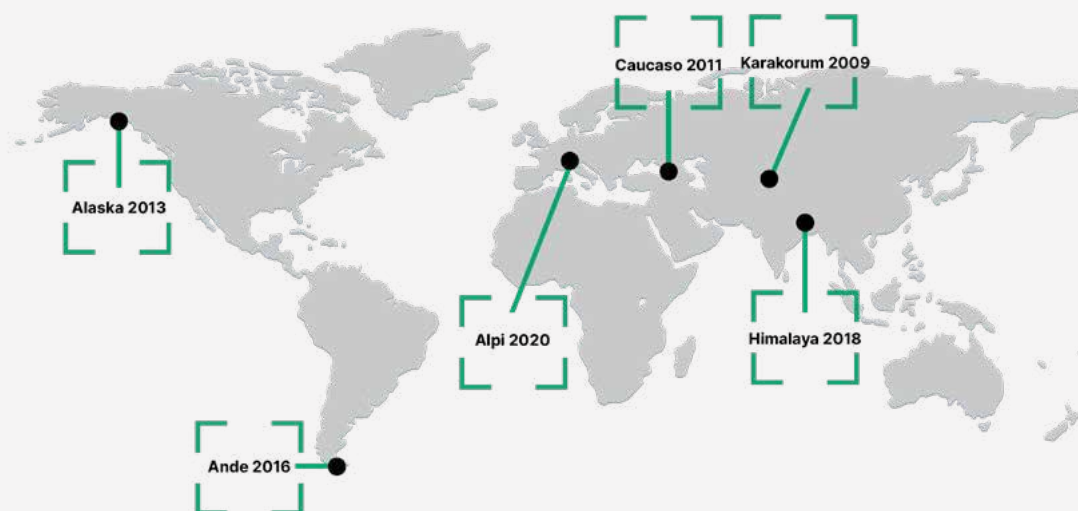 Caucaso 2011
Karakorum 2009
Alaska 2013
Alpi 2020
Himalaya 2018
Ande 2016